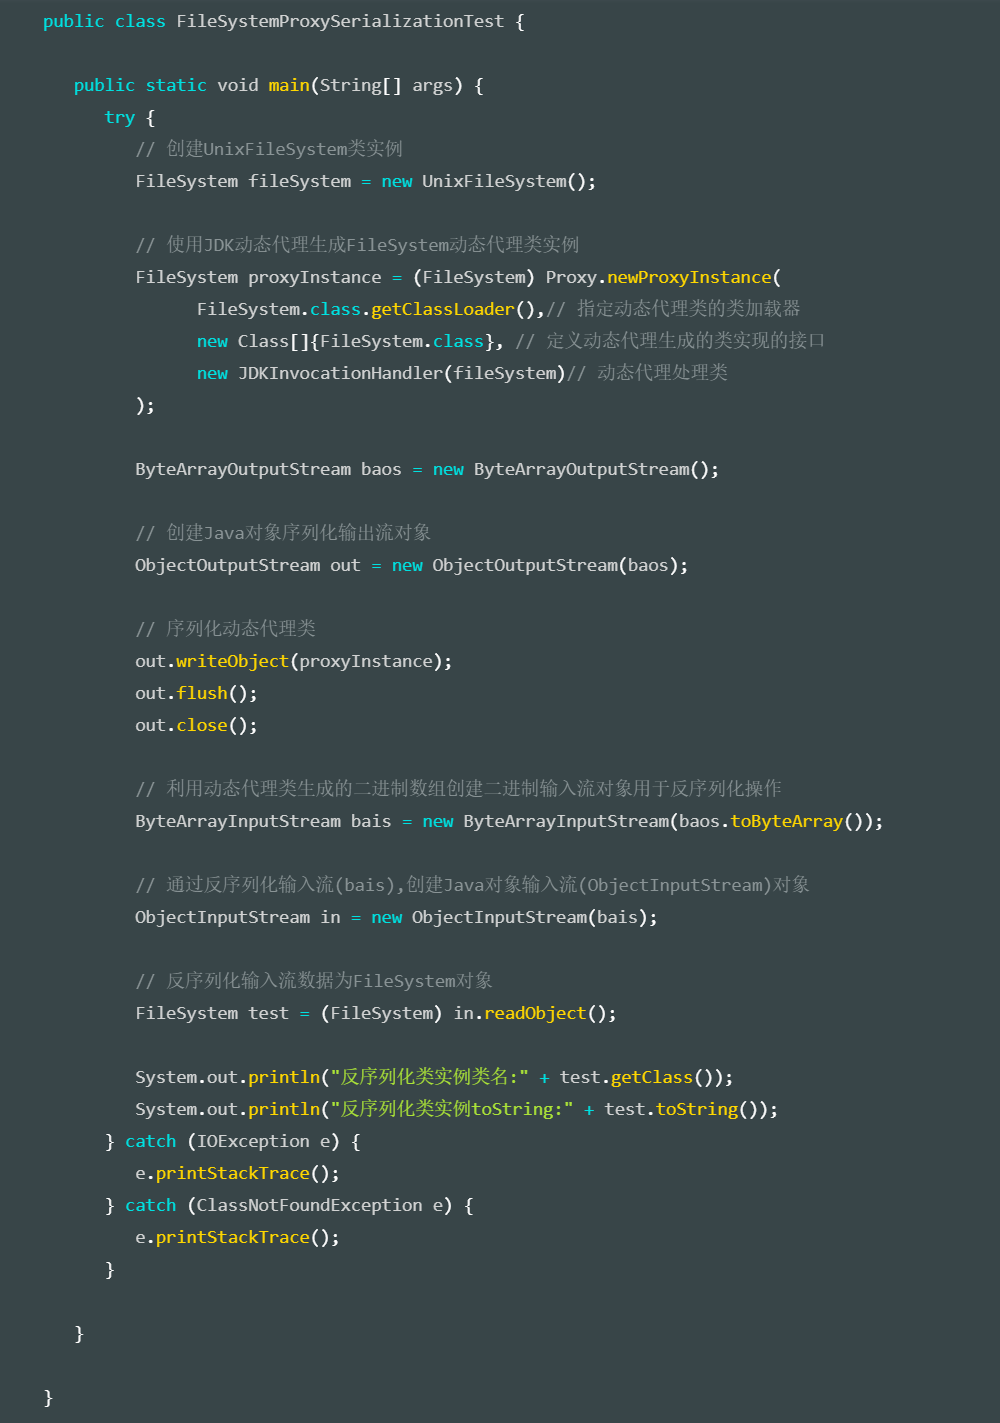 public class FileSystemProxySerializationTest {
public static void main(String[] args) {
try {
// 创建UnixFileSystem类实例
FileSystem fileSystem = new UnixFileSystem();
// 使用JDK动态代理生成FileSystem动态代理类实例
FileSystem proxyInstance = (FileSystem) Proxy.newProxyInstance(
FileSystem.class.getClassLoader(),// 指定动态代理类的类加载器
new Class[]{FileSystem.class}, // 定义动态代理生成的类实现的接口
new JDKInvocationHandler(fileSystem)// 动态代理处理类
);
ByteArrayOutputStream baos = new ByteArrayOutputStream();
// 创建Java对象序列化输出流对象
ObjectOutputStream out = new ObjectOutputStream(baos);
// 序列化动态代理类
out.writeObject(proxyInstance);
out.flush();
out.close();
// 利用动态代理类生成的二进制数组创建二进制输入流对象用于反序列化操作
ByteArrayInputStream bais = new ByteArrayInputStream(baos.toByteArray());
// 通过反序列化输入流(bais),创建Java对象输入流(ObjectInputStream)对象
ObjectInputStream in = new ObjectInputStream(bais);
// 反序列化输入流数据为FileSystem对象
FileSystem test = (FileSystem) in.readObject();
System.out.println("反序列化类实例类名:" + test.getClass());
System.out.println("反序列化类实例toString:" + test.toString());
} catch (IOException e) {
e.printStackTrace();
} catch (ClassNotFoundException e) {
e.printStackTrace();
}
}
}